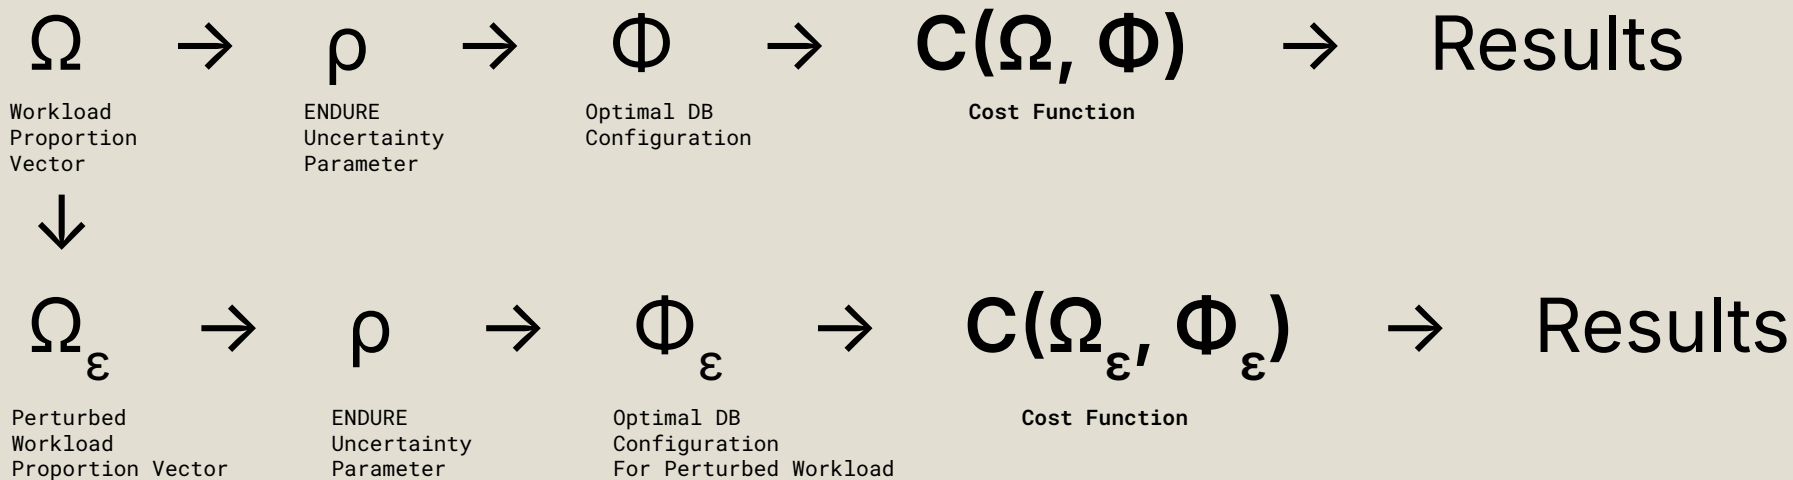 Ω → ρ → Φ → C(Ω, Φ) → Results
Workload Proportion Vector
ENDURE Uncertainty Parameter
Optimal DB Configuration
Cost Function
↓
Ωε → ρ → Φε → C(Ωε, Φε) → Results
Perturbed Workload Proportion Vector
ENDURE Uncertainty Parameter
Optimal DB Configuration For Perturbed Workload
Cost Function